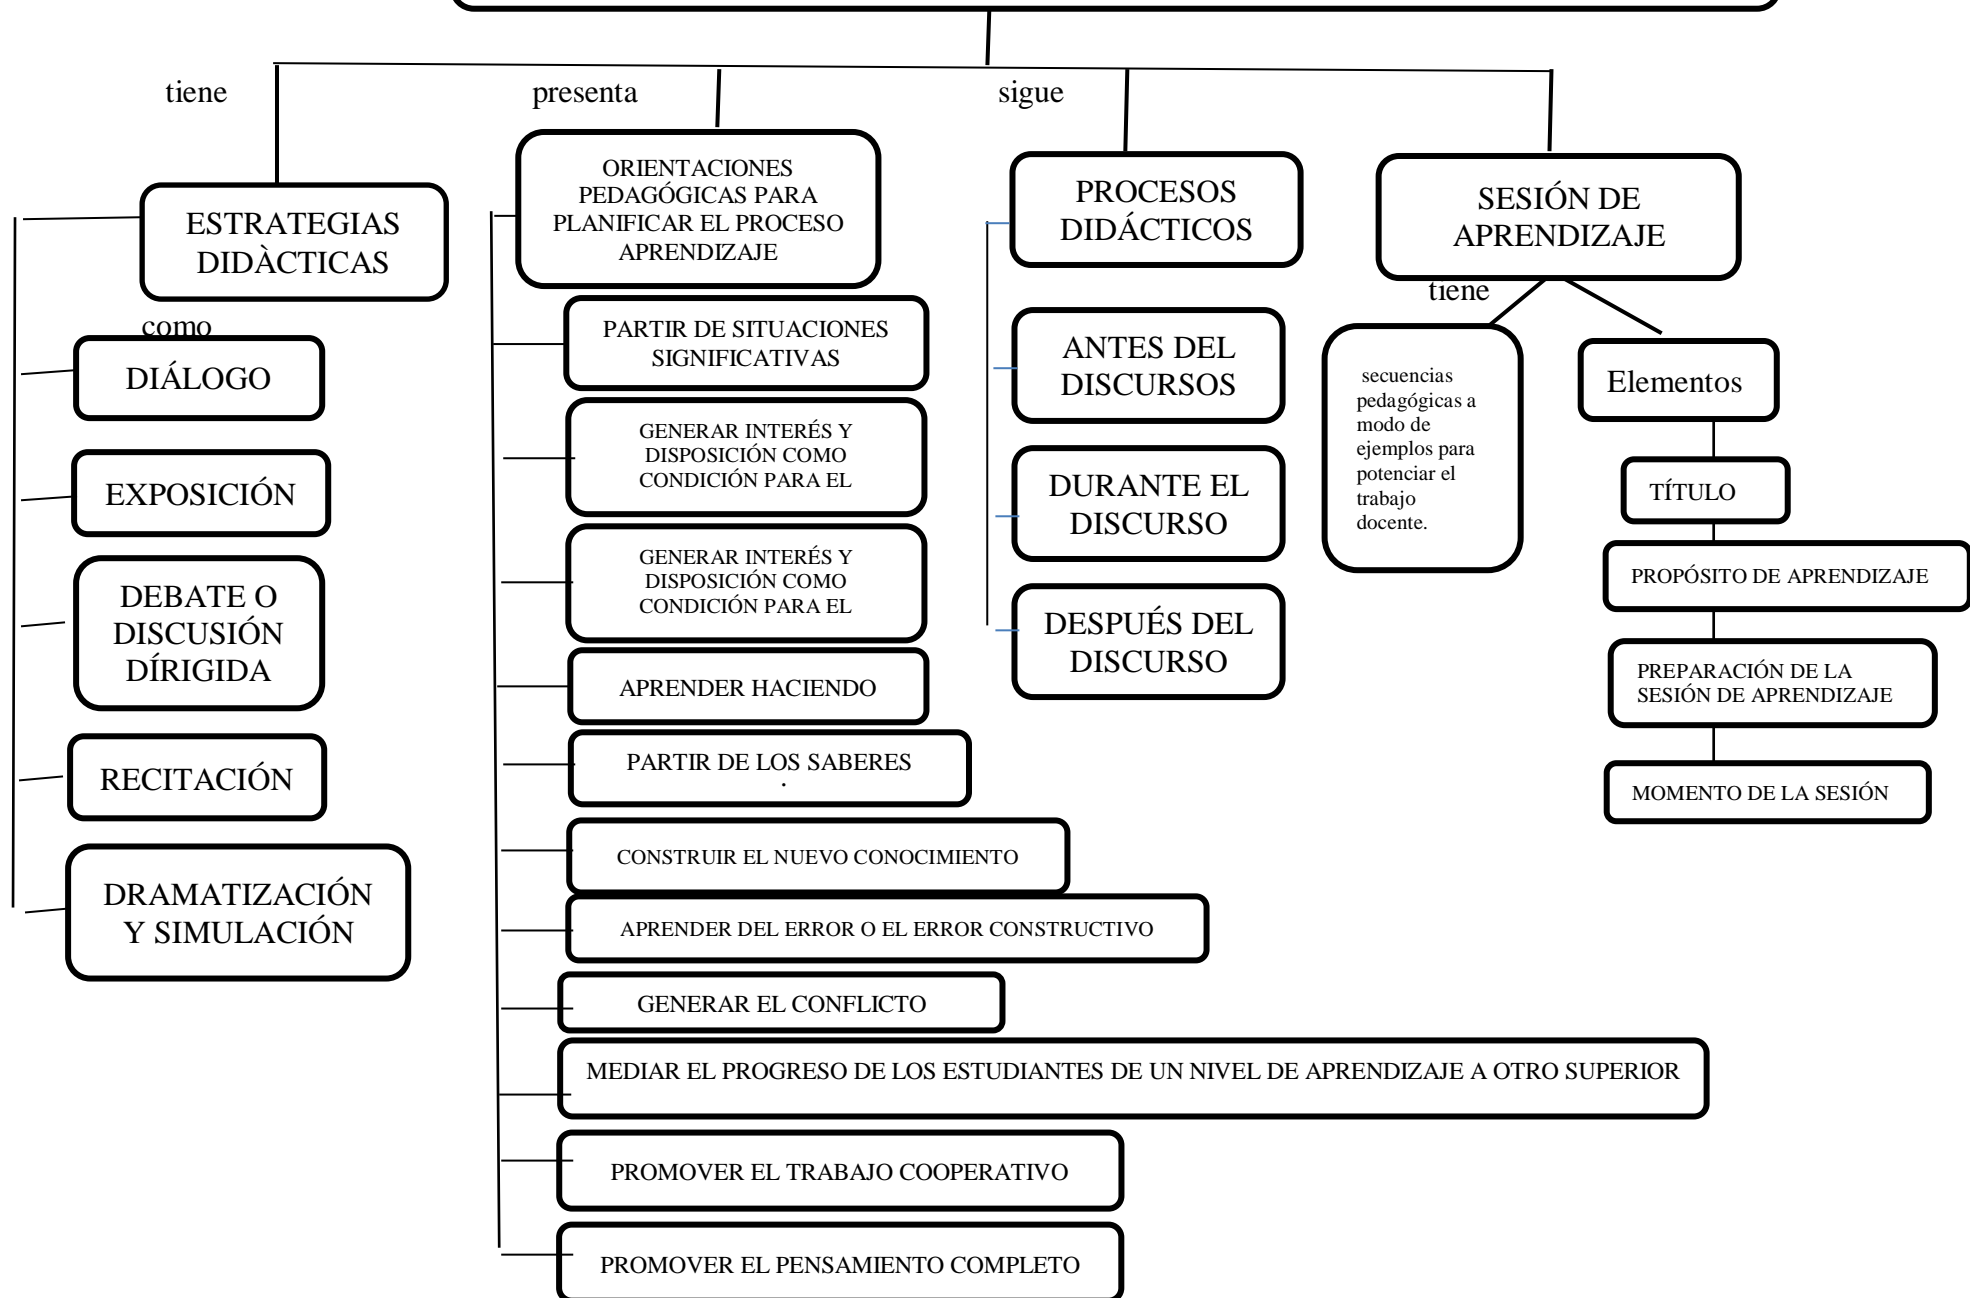 tiene
presenta
sigue
ESTRATEGIAS
DIDÀCTICAS
como
DIÁLOGO
EXPOSICIÓN
DEBATE O
DISCUSIÓN
DÍRIGIDA
RECITACIÓN
DRAMATIZACIÓN
Y SIMULACIÓN
ORIENTACIONES
PEDAGÓGICAS PARA
PLANIFICAR EL PROCESO
APRENDIZAJE
PARTIR DE SITUACIONES
SIGNIFICATIVAS
GENERAR INTERÉS Y
DISPOSICIÓN COMO
CONDICIÓN PARA EL
GENERAR INTERÉS Y
DISPOSICIÓN COMO
CONDICIÓN PARA EL
APRENDER HACIENDO
PARTIR DE LOS SABERES
.
CONSTRUIR EL NUEVO CONOCIMIENTO
APRENDER DEL ERROR O EL ERROR CONSTRUCTIVO
GENERAR EL CONFLICTO
MEDIAR EL PROGRESO DE LOS ESTUDIANTES DE UN NIVEL DE APRENDIZAJE A OTRO SUPERIOR
PROMOVER EL TRABAJO COOPERATIVO
PROMOVER EL PENSAMIENTO COMPLETO
PROCESOS
DIDÁCTICOS
ANTES DEL
DISCURSOS
DURANTE EL
DISCURSO
DESPUÉS DEL
DISCURSO
SESIÓN DE
APRENDIZAJE
tiene
secuencias
pedagógicas a
modo de
ejemplos para
potenciar el
trabajo
docente.
Elementos
TÍTULO
PROPÓSITO DE APRENDIZAJE
PREPARACIÓN DE LA
SESIÓN DE APRENDIZAJE
MOMENTO DE LA SESIÓN